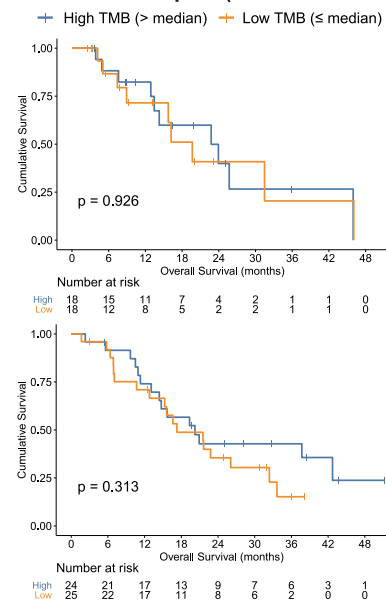 High TMB (> median) Low TMB (≤ median)
1.00
0.75
0.50
0.25
0.00
Cumulative Survival
p = 0.926
0 6 12 18 24 30 36 42 48
Overall Survival (months)
Number at risk
High 18 15 11 7 4 2 1 1 0
Low 18 12 8 5 2 2 1 1 0
1.00
0.75
0.50
0.25
0.00
Cumulative Survival
p = 0.313
0 6 12 18 24 30 36 42 48
Overall Survival (months)
Number at risk
High 24 21 17 13 9 7 6 3 1
Low 25 22 17 11 8 6 2 0 0